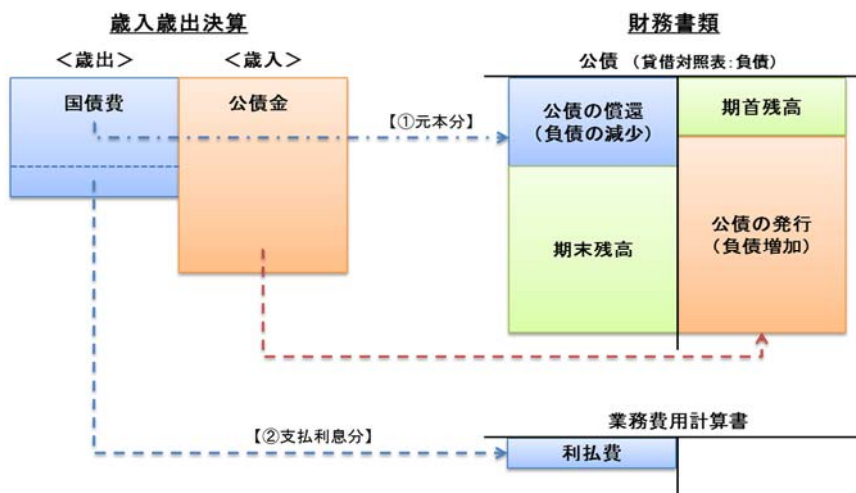 歳入歳出決算
財務書類
＜歳出＞
＜歳入＞
公債（貸借対照表：負債）
国債費
公債金
【①元本分】
公債の償還
（負債の減少）
期首残高
期末残高
公債の発行
（負債増加）
業務費用計算書
【②支払利息分】
利払費